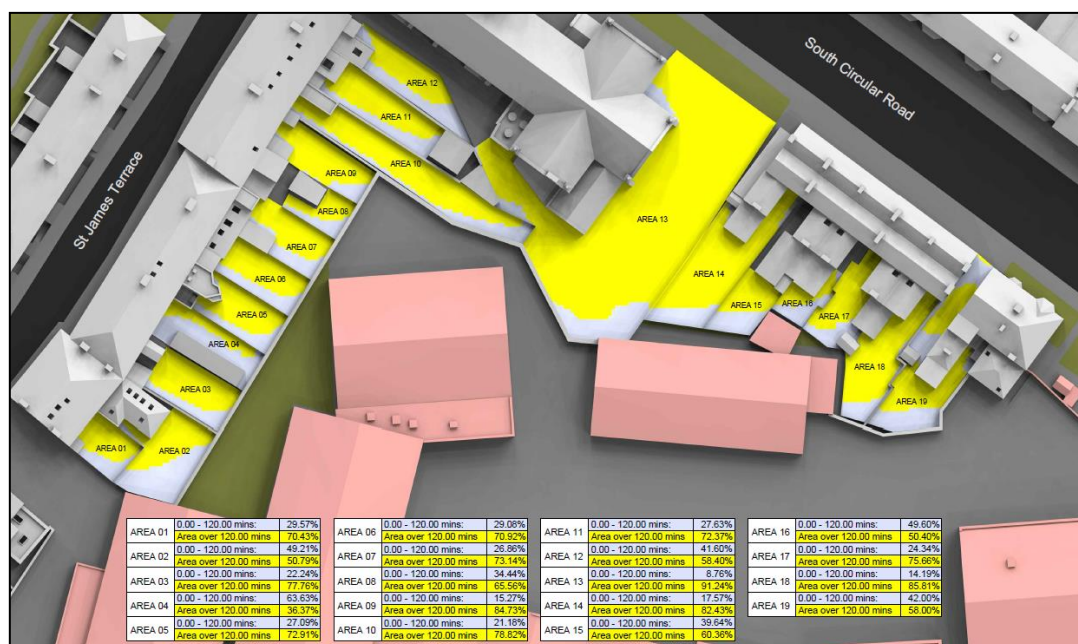 AREA 12
South Circular Road
AREA 11
AREA 10
St James Terrace
AREA 09
AREA 08
AREA 13
AREA 07
AREA 06
AREA 14
AREA 16
AREA 15
AREA 05
AREA 17
AREA 04
AREA 18
AREA 03
AREA 19
AREA 01
AREA 02
AREA 01 0.00 - 120.00 mins: 29.57%
Area over 120.00 mins 70.43%
AREA 02 0.00 - 120.00 mins: 49.21%
Area over 120.00 mins 50.79%
AREA 03 0.00 - 120.00 mins: 22.24%
Area over 120.00 mins 77.76%
AREA 04 0.00 - 120.00 mins: 63.63%
Area over 120.00 mins 36.37%
AREA 05 0.00 - 120.00 mins: 27.09%
Area over 120.00 mins 72.91%
AREA 06 0.00 - 120.00 mins: 29.08%
Area over 120.00 mins 70.92%
AREA 07 0.00 - 120.00 mins: 26.86%
Area over 120.00 mins 73.14%
AREA 08 0.00 - 120.00 mins: 34.44%
Area over 120.00 mins 65.56%
AREA 09 0.00 - 120.00 mins: 15.27%
Area over 120.00 mins 84.73%
AREA 10 0.00 - 120.00 mins: 21.18%
Area over 120.00 mins 78.82%
AREA 11 0.00 - 120.00 mins: 27.63%
Area over 120.00 mins 72.37%
AREA 12 0.00 - 120.00 mins: 41.60%
Area over 120.00 mins 58.40%
AREA 13 0.00 - 120.00 mins: 8.76%
Area over 120.00 mins 91.24%
AREA 14 0.00 - 120.00 mins: 17.57%
Area over 120.00 mins 82.43%
AREA 15 0.00 - 120.00 mins: 39.64%
Area over 120.00 mins 60.36%
AREA 16 0.00 - 120.00 mins: 49.60%
Area over 120.00 mins 50.40%
AREA 17 0.00 - 120.00 mins: 24.34%
Area over 120.00 mins 75.66%
AREA 18 0.00 - 120.00 mins: 14.19%
Area over 120.00 mins 85.81%
AREA 19 0.00 - 120.00 mins: 42.00%
Area over 120.00 mins 58.00%